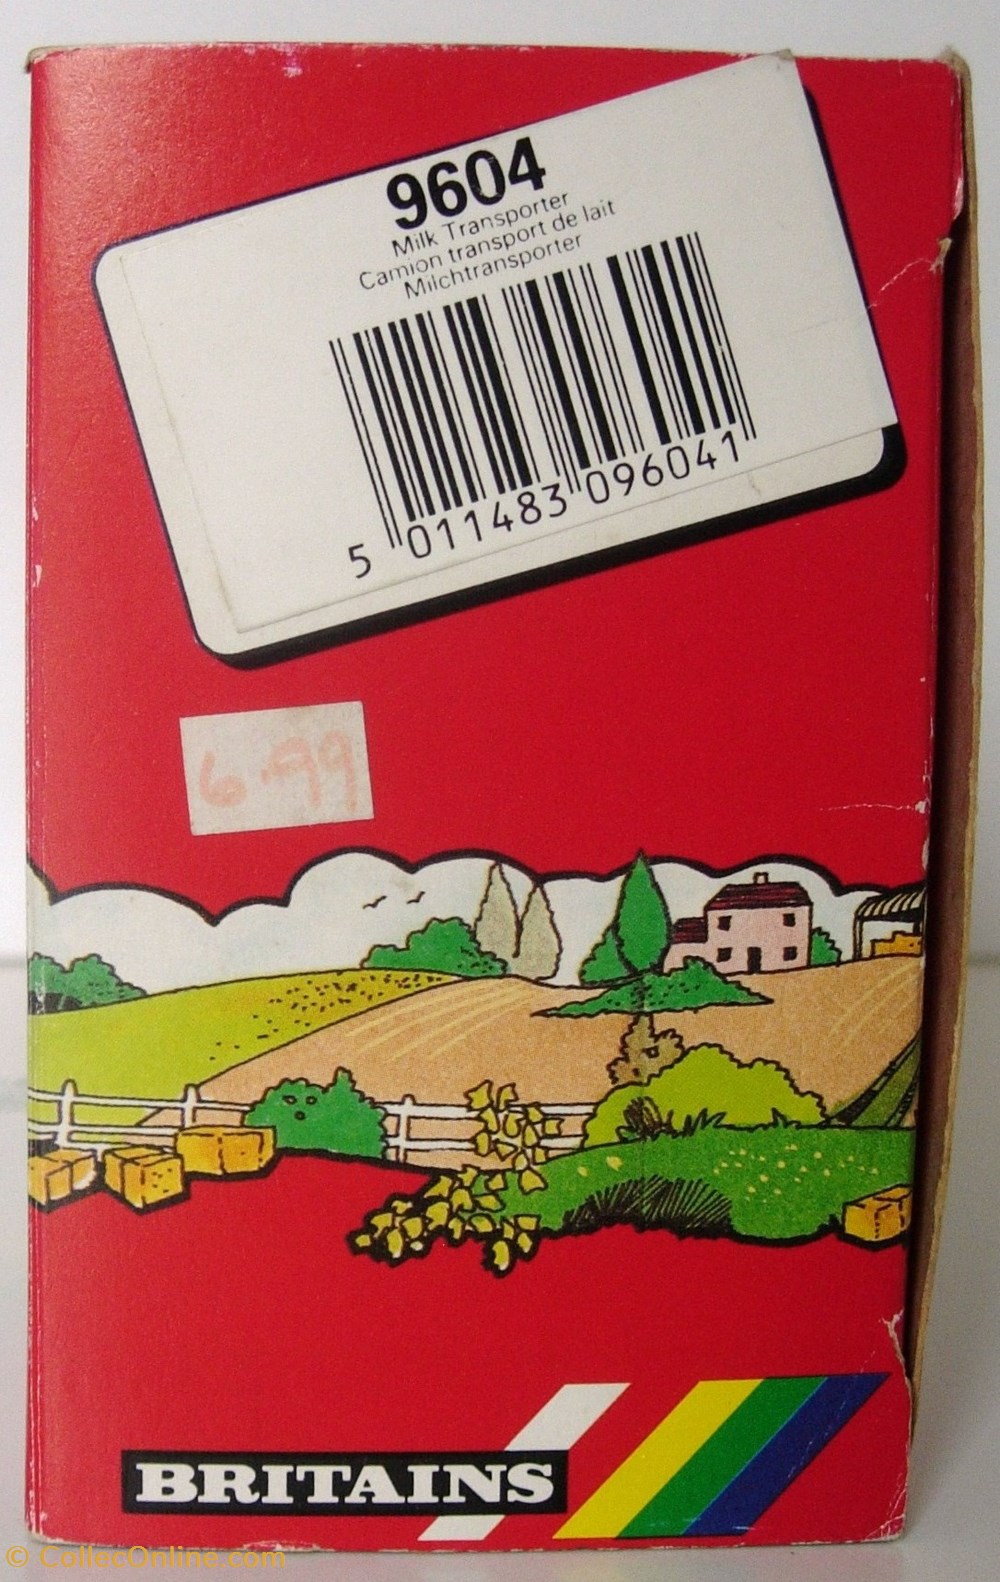 9604
Milk Transporter
Camion transport de lait
Milchtransporter
5 011483 096041
6.99
BRITAINS
© CollecOnline.com